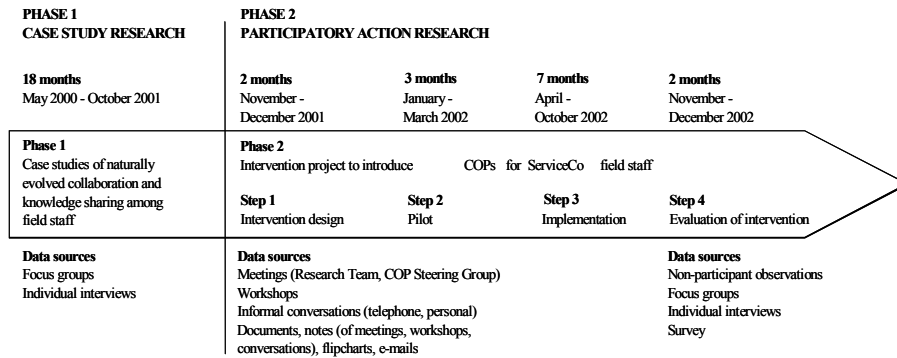 PHASE 1
CASE STUDY RESEARCH
PHASE 2
PARTICIPATORY ACTION RESEARCH
18 months
May 2000 - October 2001
2 months
November -
December 2001
3 months
January -
March 2002
7 months
April -
October 2002
2 months
November -
December 2002
Phase 1
Case studies of naturally
evolved collaboration and
knowledge sharing among
field staff
Phase 2
Intervention project to introduce COPs for ServiceCo field staff
Step 1
Intervention design
Step 2
Pilot
Step 3
Implementation
Step 4
Evaluation of intervention
Data sources
Focus groups
Individual interviews
Data sources
Meetings (Research Team, COP Steering Group)
Workshops
Informal conversations (telephone, personal)
Documents, notes (of meetings, workshops,
conversations), flipcharts, e-mails
Data sources
Non-participant observations
Focus groups
Individual interviews
Survey